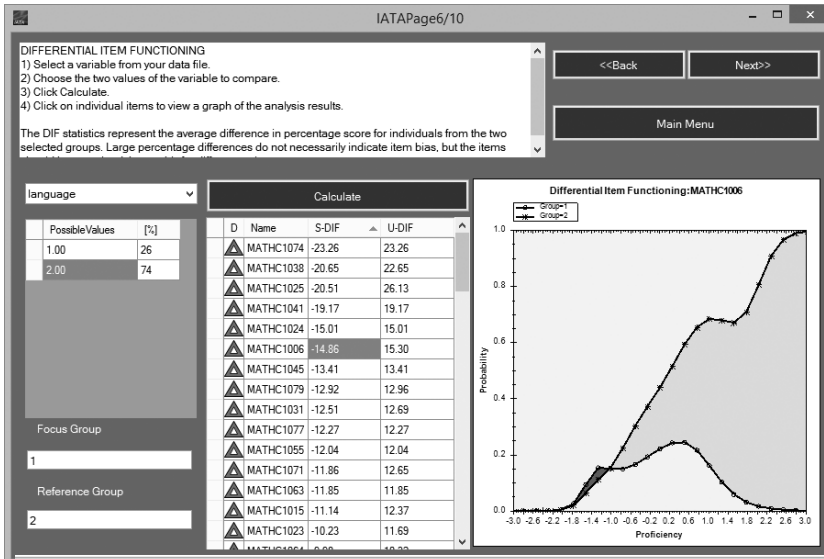 IATA
IATAPage6/10
DIFFERENTIAL ITEM FUNCTIONING
1) Select a variable from your data file.
2) Choose the two values of the variable to compare.
3) Click Calculate.
4) Click on individual items to view a graph of the analysis results.
The DIF statistics represent the average difference in percentage score for individuals from the two
selected groups. Large percentage differences do not necessarily indicate item bias, but the items
<<Back
Next>>
Main Menu
language
Calculate
PossibleValues [%]
1.00 26
2.00 74
Focus Group
1
Reference Group
2
D Name S-DIF U-DIF
MATHC1074 -23.26 23.26
MATHC1038 -20.65 22.65
MATHC1025 -20.51 26.13
MATHC1041 -19.17 19.17
MATHC1024 -15.01 15.01
MATHC1006 -14.86 15.30
MATHC1045 -13.41 13.41
MATHC1079 -12.92 12.96
MATHC1031 -12.51 12.69
MATHC1077 -12.27 12.27
MATHC1055 -12.04 12.04
MATHC1071 -11.86 12.65
MATHC1063 -11.85 11.85
MATHC1015 -11.14 12.37
MATHC1023 -10.23 11.69
Differential Item Functioning:MATHC1006
Group=1
Group=2
Probability
1.0
0.8
0.6
0.4
0.2
0.0
-3.0 -2.6 -2.2 -1.8 -1.4 -1.0 -0.6 -0.2 0.2 0.6 1.0 1.4 1.8 2.2 2.6 3.0
Proficiency